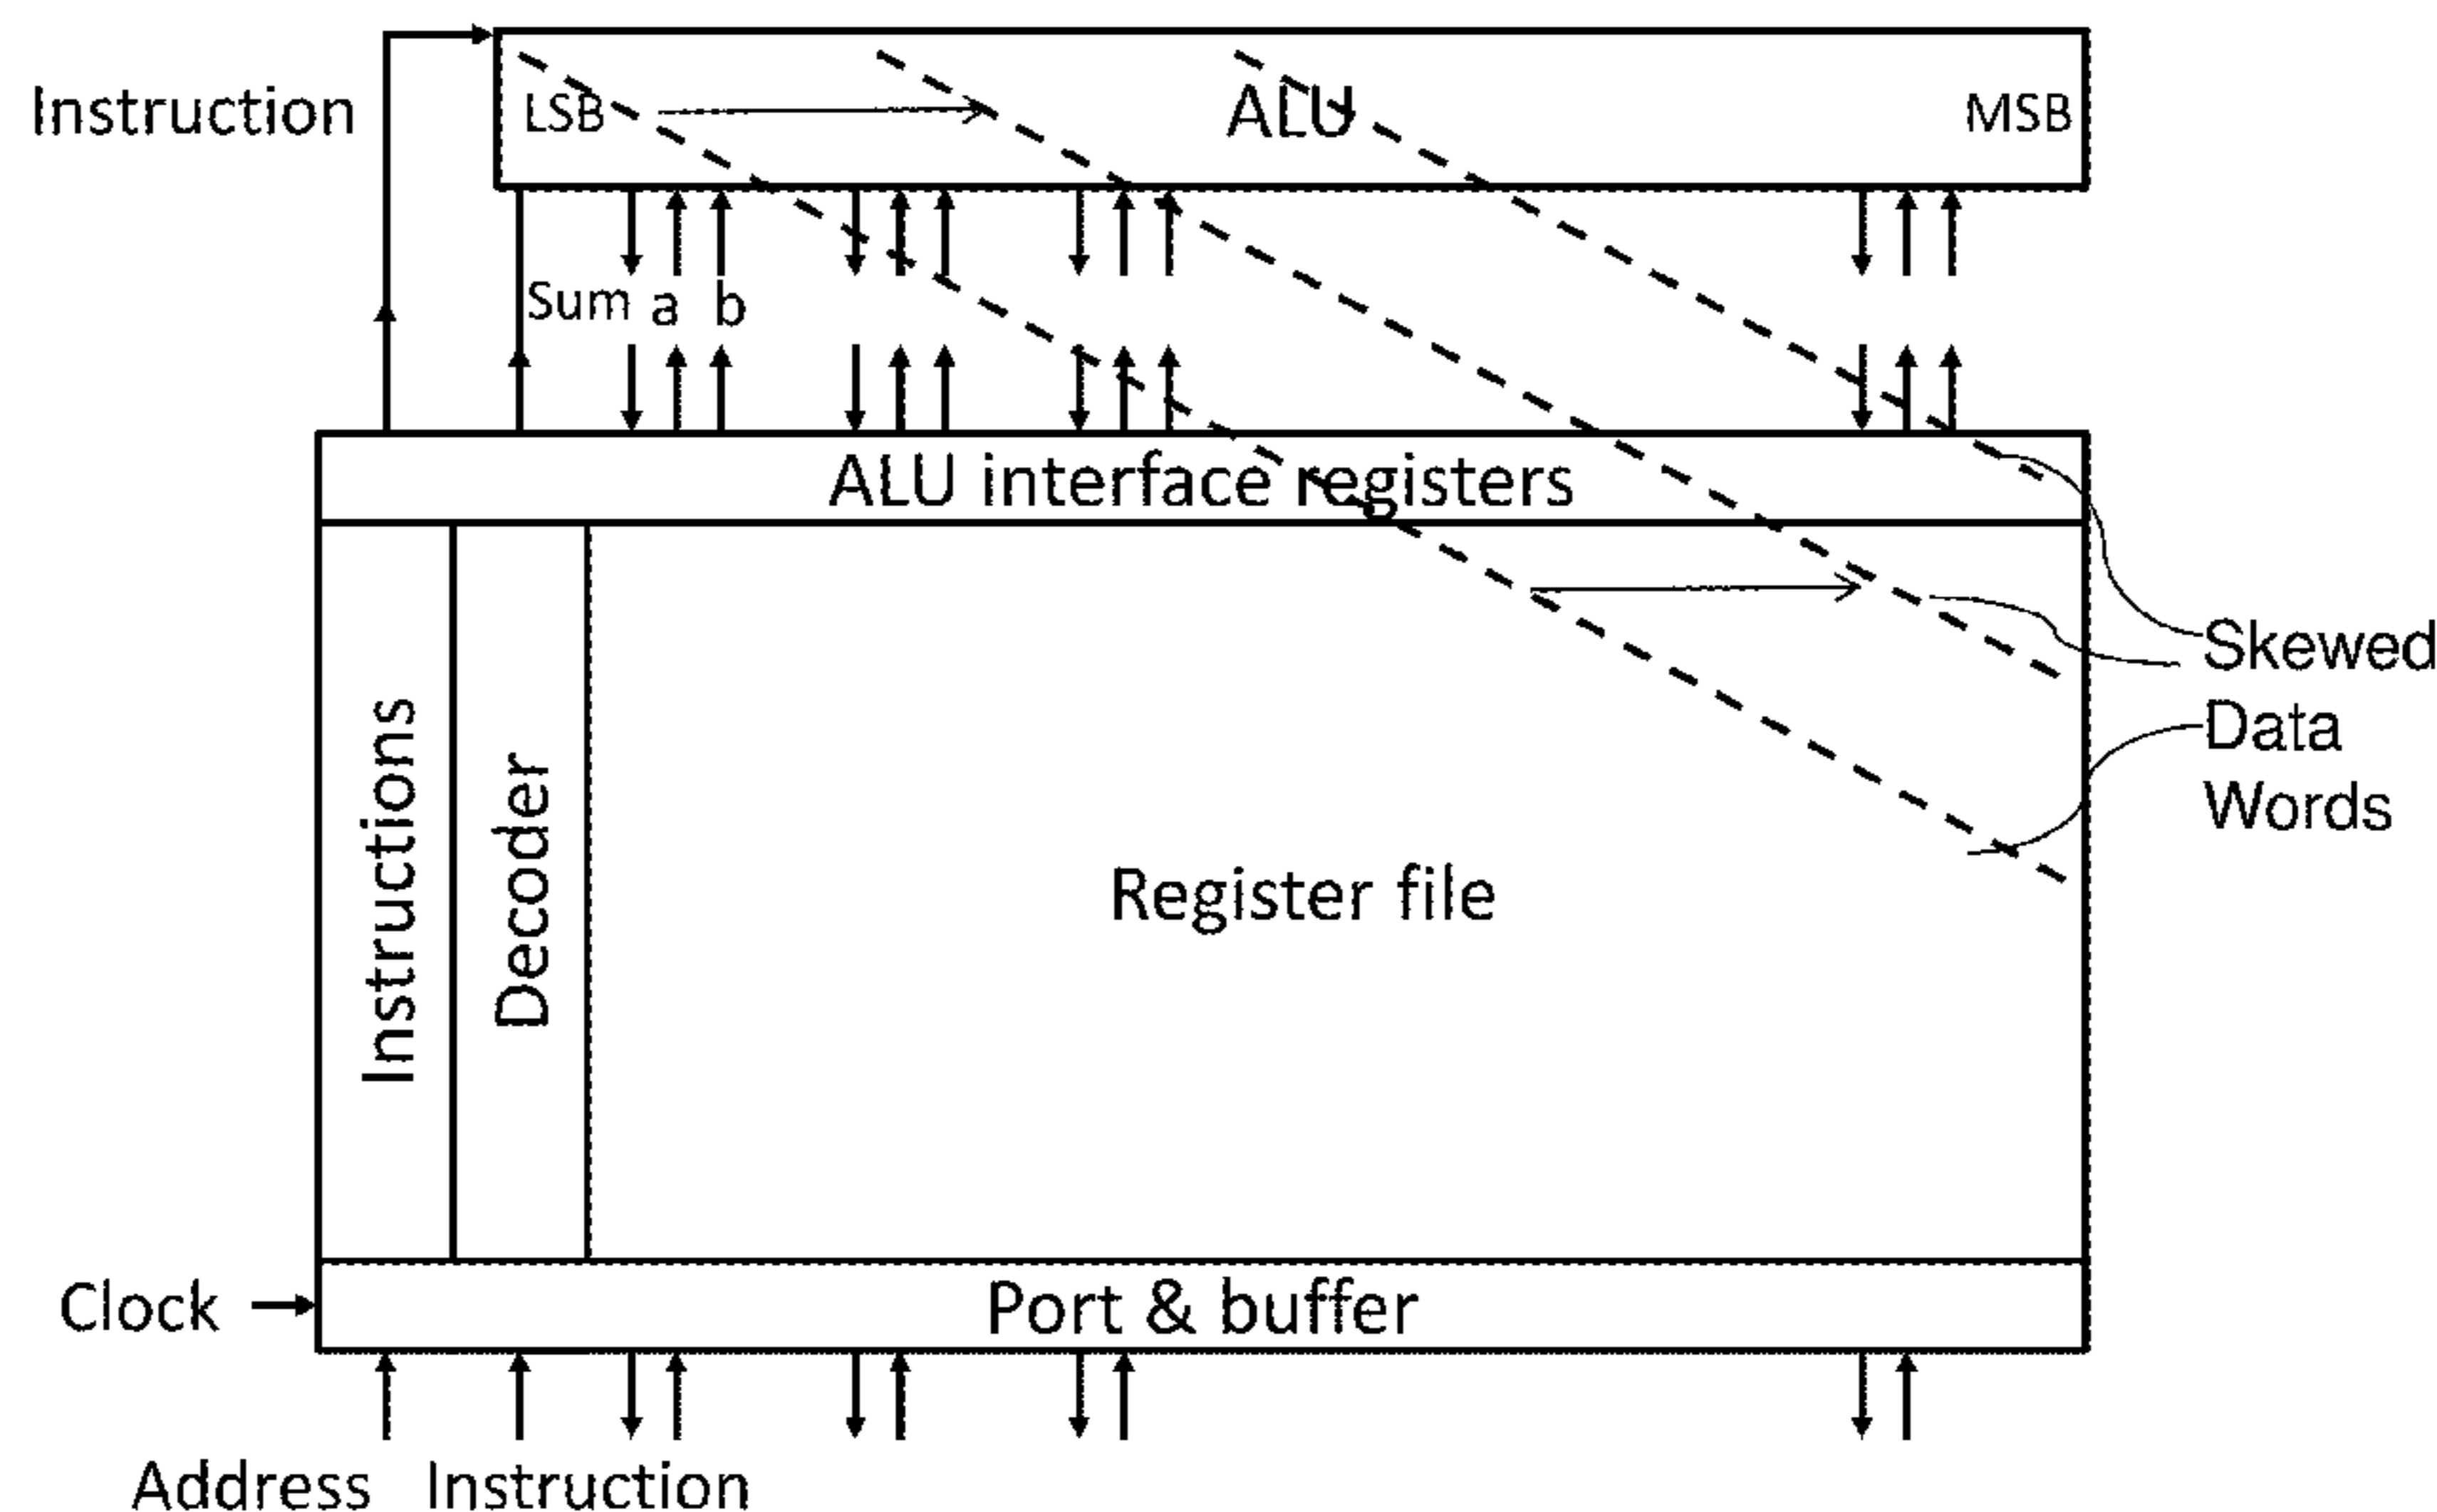 Instruction
LSB
ALU
MSB
Sum a b
ALU interface registers
Skewed
Data
Words
Instructions
Decoder
Register file
Clock
Port & buffer
Address Instruction